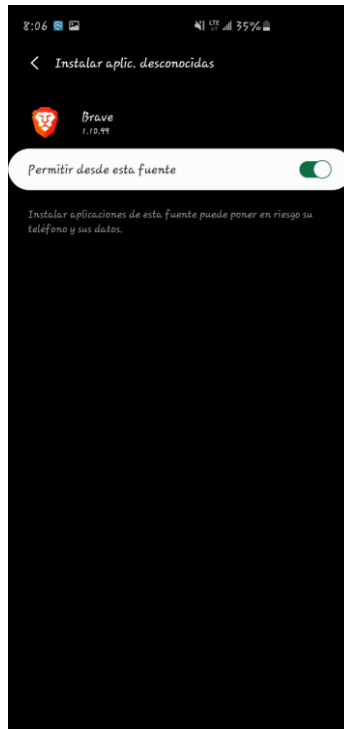 8:06 LTE 35%
Instalar aplic. desconocidas
Brave
1.10.99
Permitir desde esta fuente
Instalar aplicaciones de esta fuente puede poner en riesgo su
teléfono y sus datos.